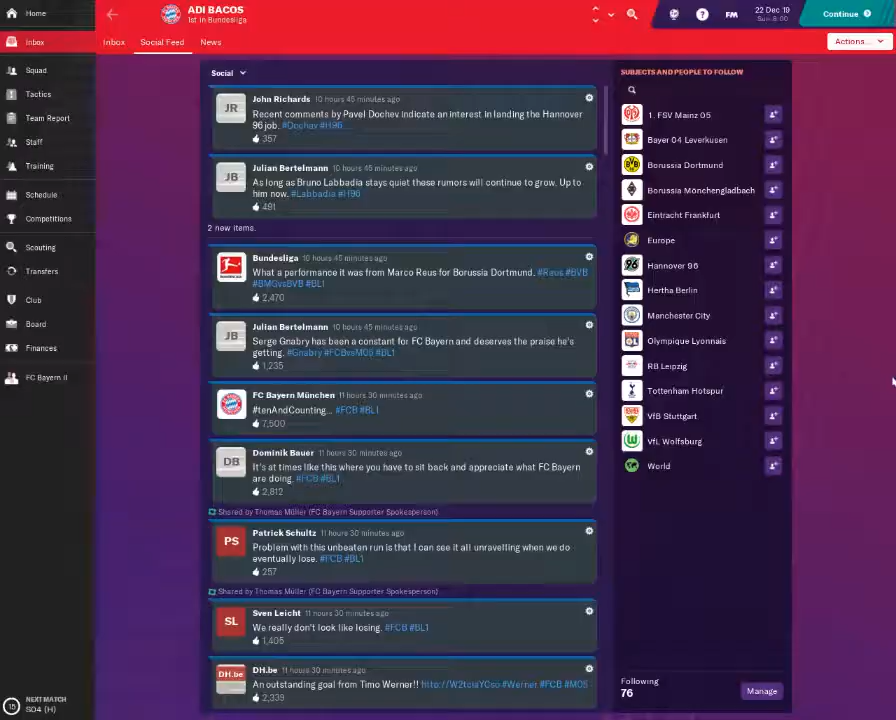 Home
ADI BACOS
1st in Bundesliga
22 Dec 19
Sun 8:00
FM
Continue
Inbox
Inbox
Social Feed
News
Actions...
Squad
Tactics
Team Report
Staff
Training
Schedule
Competitions
Scouting
Transfers
Club
Board
Finances
FC Bayern II
NEXT MATCH
15
S04 (H)
Social
JR
John Richards 10 hours 45 minutes ago
Recent comments by Pavel Dochev indicate an interest in landing the Hannover
96 job. #Dochev #H96
357
JB
Julian Bertelmann 10 hours 45 minutes ago
As long as Bruno Labbadia stays quiet these rumors will continue to grow. Up to
him now. #Labbadia #H96
491
2 new items.
Bundesliga 10 hours 45 minutes ago
What a performance it was from Marco Reus for Borussia Dortmund. #Reus #BVB
#BMGvsBVB #BL1
2,470
JB
Julian Bertelmann 10 hours 45 minutes ago
Serge Gnabry has been a constant for FC Bayern and deserves the praise he's
getting. #Gnabry #FCBvsM05 #BL1
1,235
FC Bayern München 11 hours 30 minutes ago
#tenAndCounting... #FCB #BL1
7,500
DB
Dominik Bauer 11 hours 30 minutes ago
It's at times like this where you have to sit back and appreciate what FC Bayern
are doing. #FCB #BL1
2,812
Shared by Thomas Müller (FC Bayern Supporter Spokesperson)
PS
Patrick Schultz 11 hours 30 minutes ago
Problem with this unbeaten run is that I can see it all unravelling when we do
eventually lose. #FCB #BL1
257
Shared by Thomas Müller (FC Bayern Supporter Spokesperson)
SL
Sven Leicht 11 hours 30 minutes ago
We really don't look like losing. #FCB #BL1
1,405
DH.be
DH.be 11 hours 30 minutes ago
An outstanding goal from Timo Werner!! #Werner #FCB #M05
2,339
SUBJECTS AND PEOPLE TO FOLLOW
1. FSV Mainz 05
Bayer 04 Leverkusen
Borussia Dortmund
Borussia Mönchengladbach
Eintracht Frankfurt
Europe
Hannover 96
Hertha Berlin
Manchester City
Olympique Lyonnais
RB Leipzig
Tottenham Hotspur
VfB Stuttgart
VfL Wolfsburg
World
Following
76
Manage